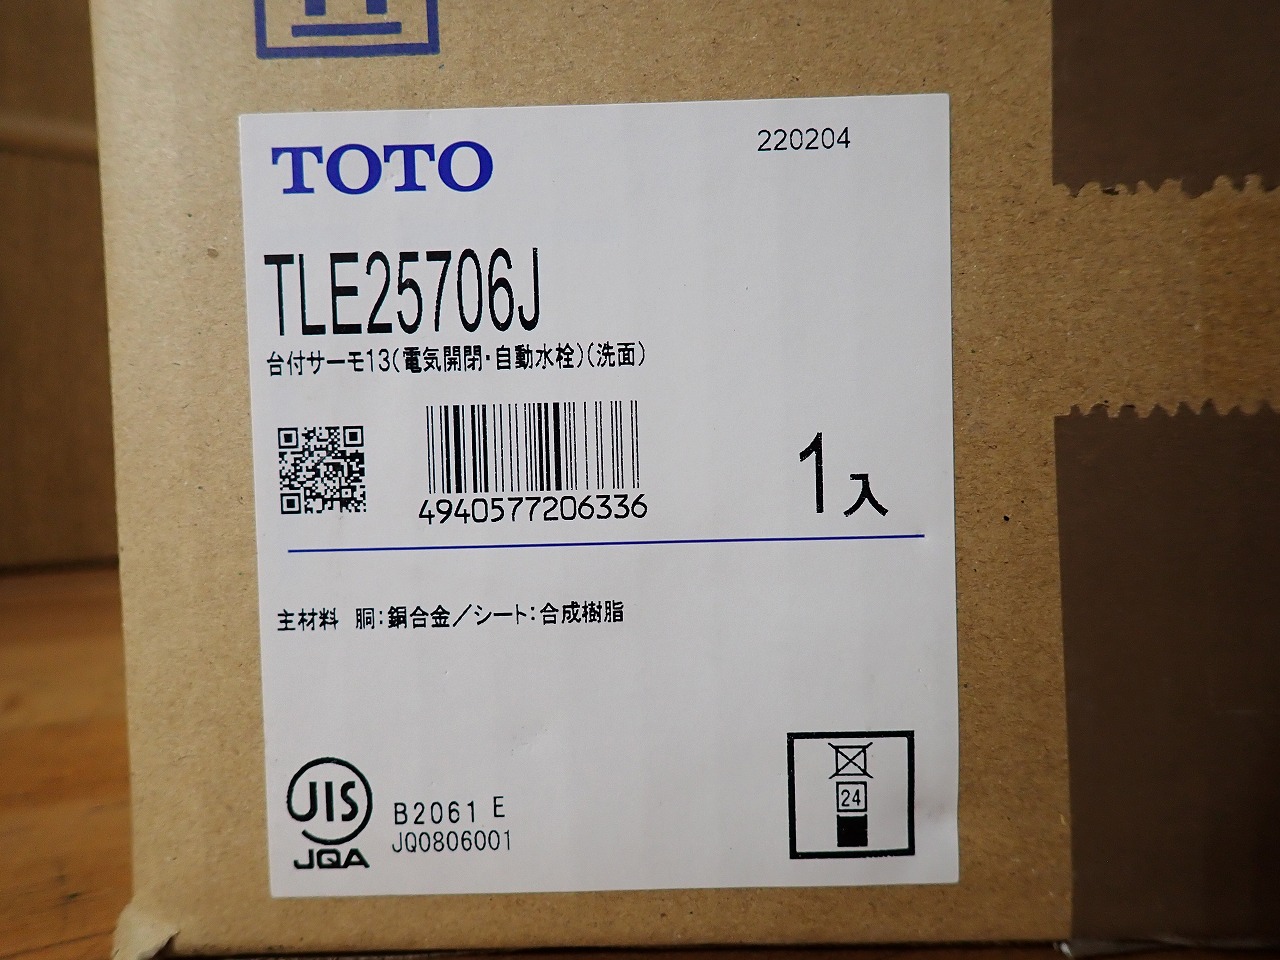 TOTO
220204
TLE25706J
台付サーモ13(電気開閉・自動水栓)(洗面)
4940577206336
1入
主材料 胴:銅合金/シート:合成樹脂
JIS
JQA
B2061 E
JQ0806001
24